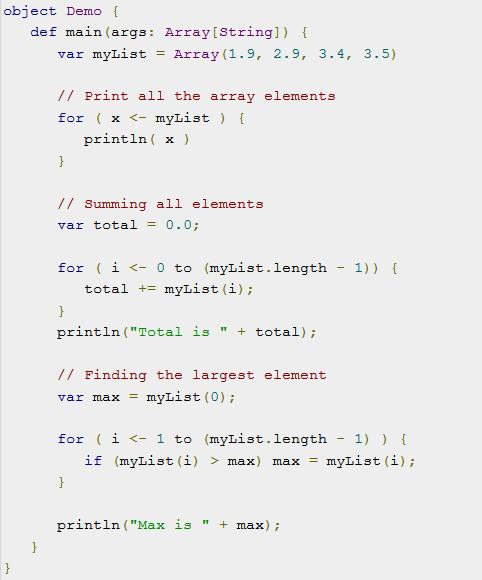 object Demo {
   def main(args: Array[String]) {
      var myList = Array(1.9, 2.9, 3.4, 3.5)

      // Print all the array elements
      for ( x <- myList ) {
         println( x )
      }

      // Summing all elements
      var total = 0.0;

      for ( i <- 0 to (myList.length - 1)) {
         total += myList(i);
      }
      println("Total is " + total);

      // Finding the largest element
      var max = myList(0);

      for ( i <- 1 to (myList.length - 1) ) {
         if (myList(i) > max) max = myList(i);
      }

      println("Max is " + max);
   }
}